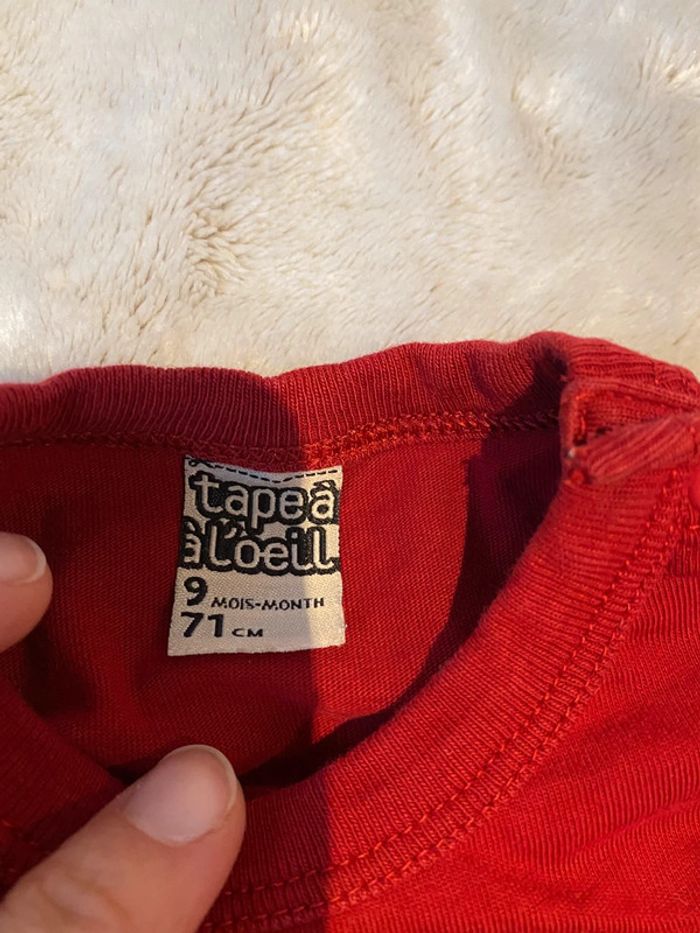 tape à
à l'oeil
9 MOIS-MONTH
71 CM